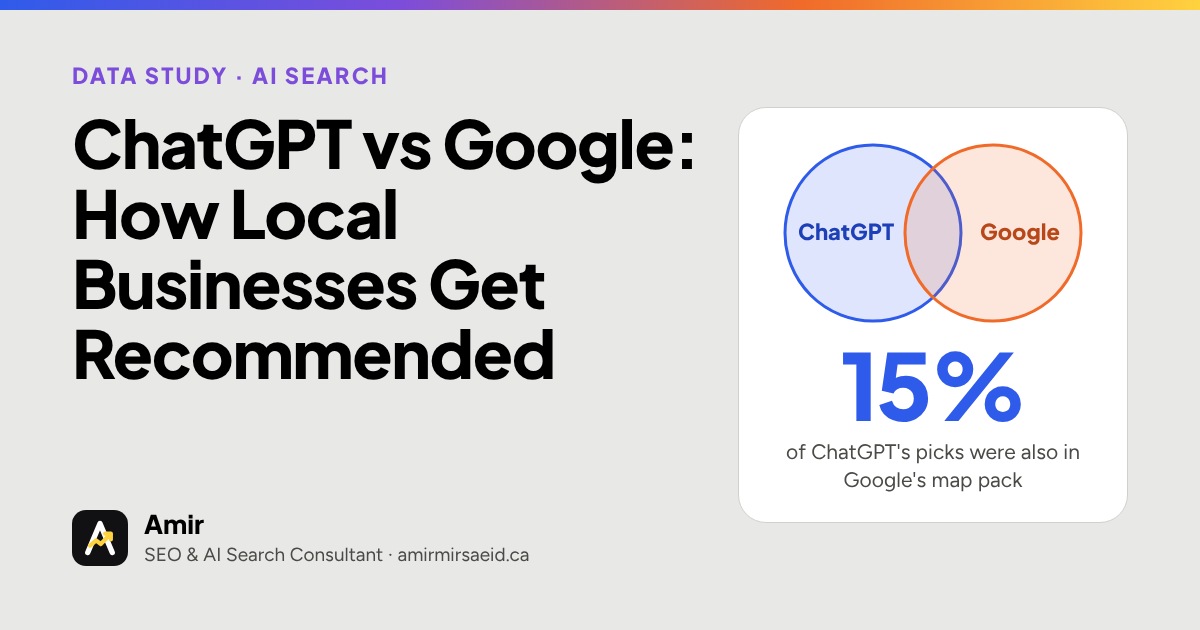 DATA STUDY · AI SEARCH
ChatGPT vs Google:
How Local
Businesses Get
Recommended
ChatGPT
Google
15%
of ChatGPT's picks were also in
Google's map pack
Amir
SEO & AI Search Consultant · amirmirsaeid.ca